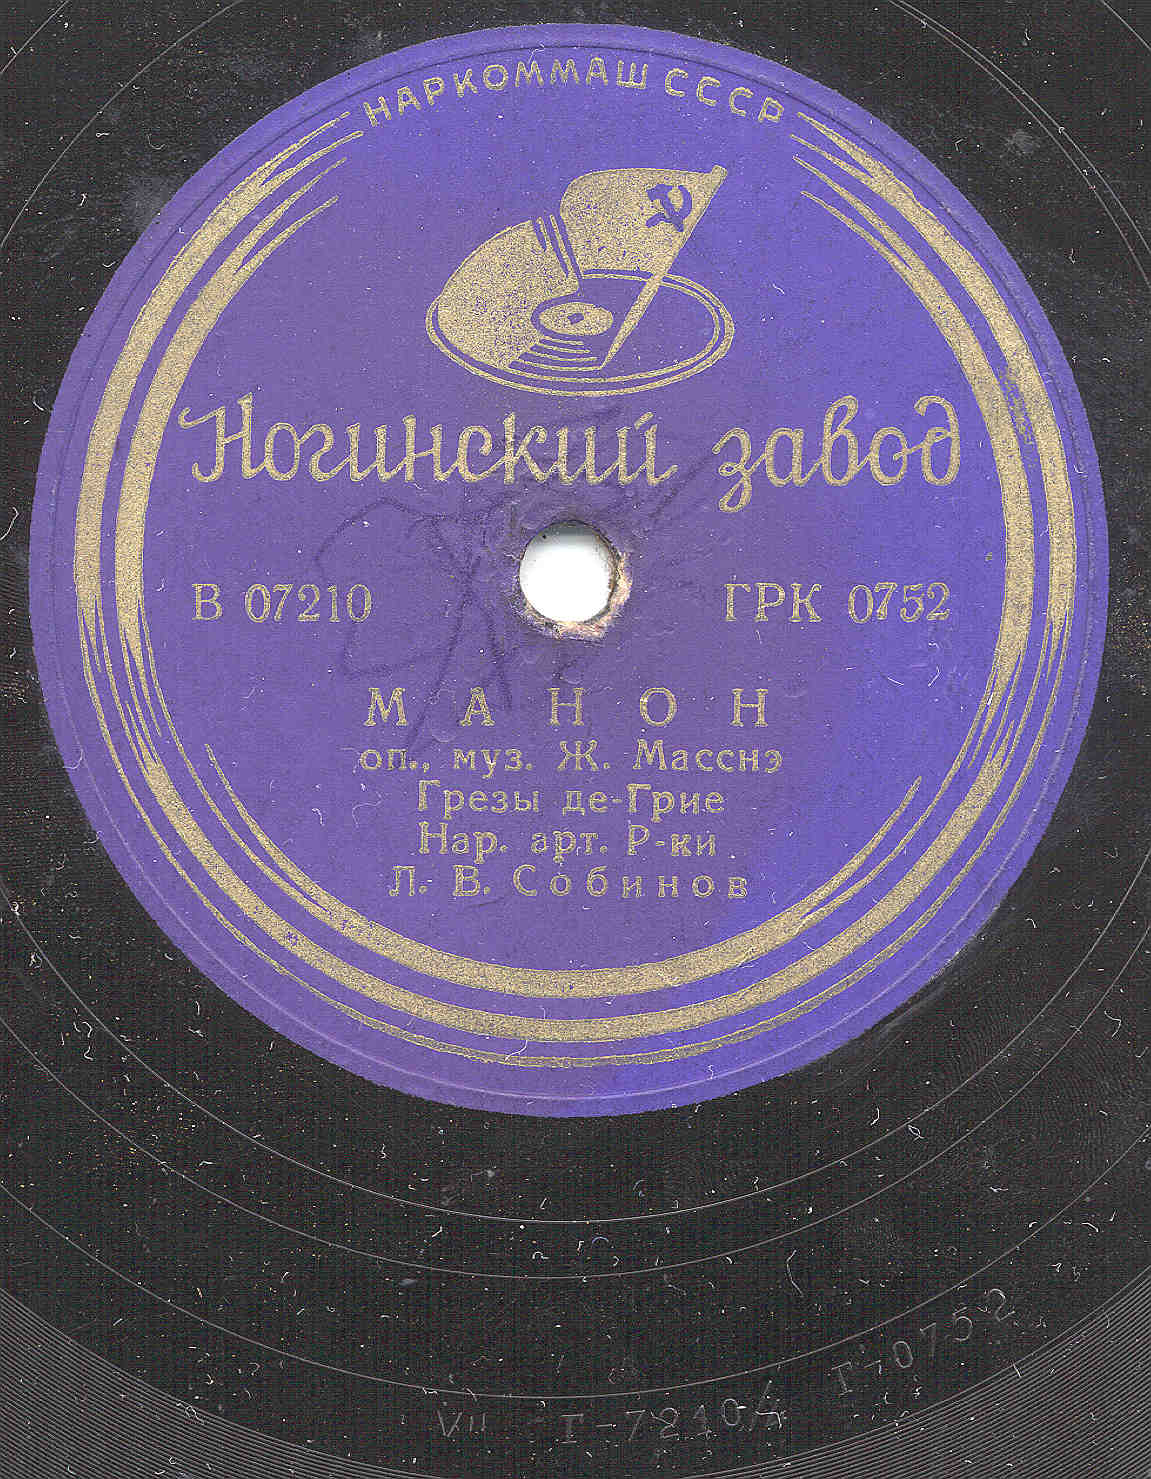 НАРКОММАШ СССР
Ногинский завод
В 07210 ГРК 0752
МАНОН
оп., муз. Ж. Масснэ
Грезы де-Грие
Нар. арт. Р-ки
Л. В. Собинов
Г-0752
VII Г-7210